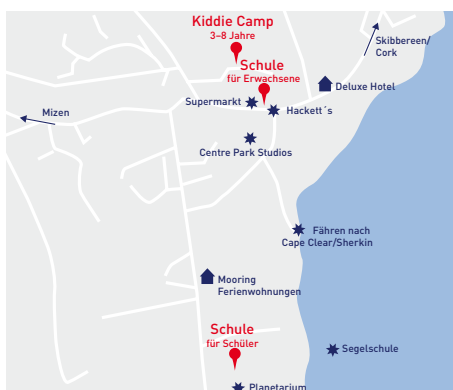 Kiddie Camp
3–8 Jahre
Skibbereen/
Cork
Schule
für Erwachsene
Deluxe Hotel
Supermarkt
Hackett´s
Mizen
Centre Park Studios
Fähren nach
Cape Clear/Sherkin
Mooring
Ferienwohnungen
Schule
für Schüler
Segelschule
Planetarium